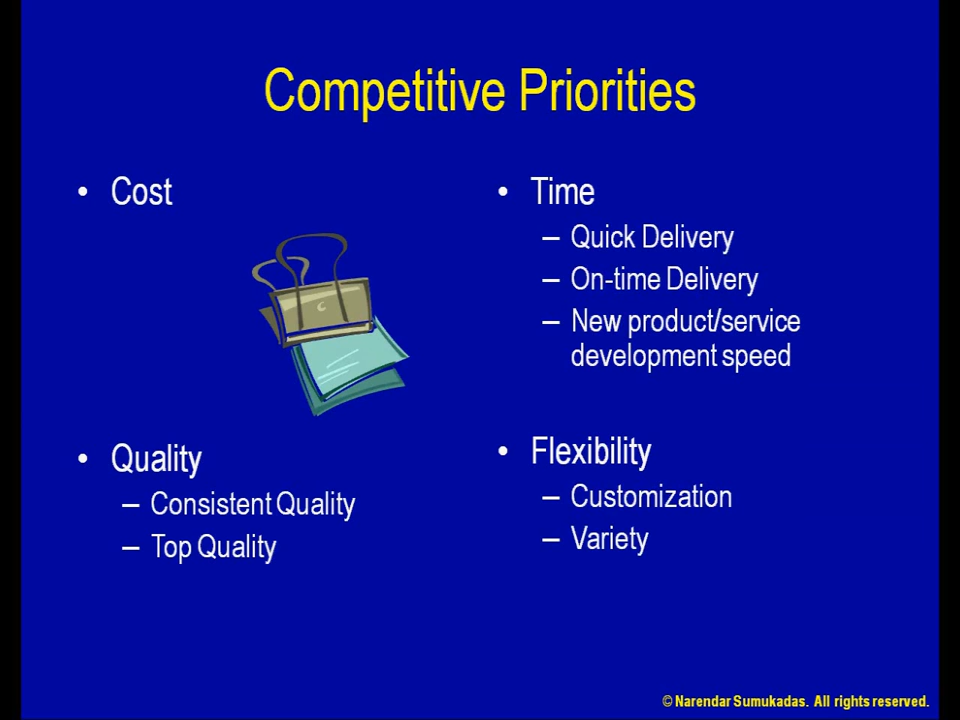 Competitive Priorities
• Cost
• Quality
– Consistent Quality
– Top Quality
• Time
– Quick Delivery
– On-time Delivery
– New product/service
development speed
• Flexibility
– Customization
– Variety
© Narendar Sumukadas. All rights reserved.